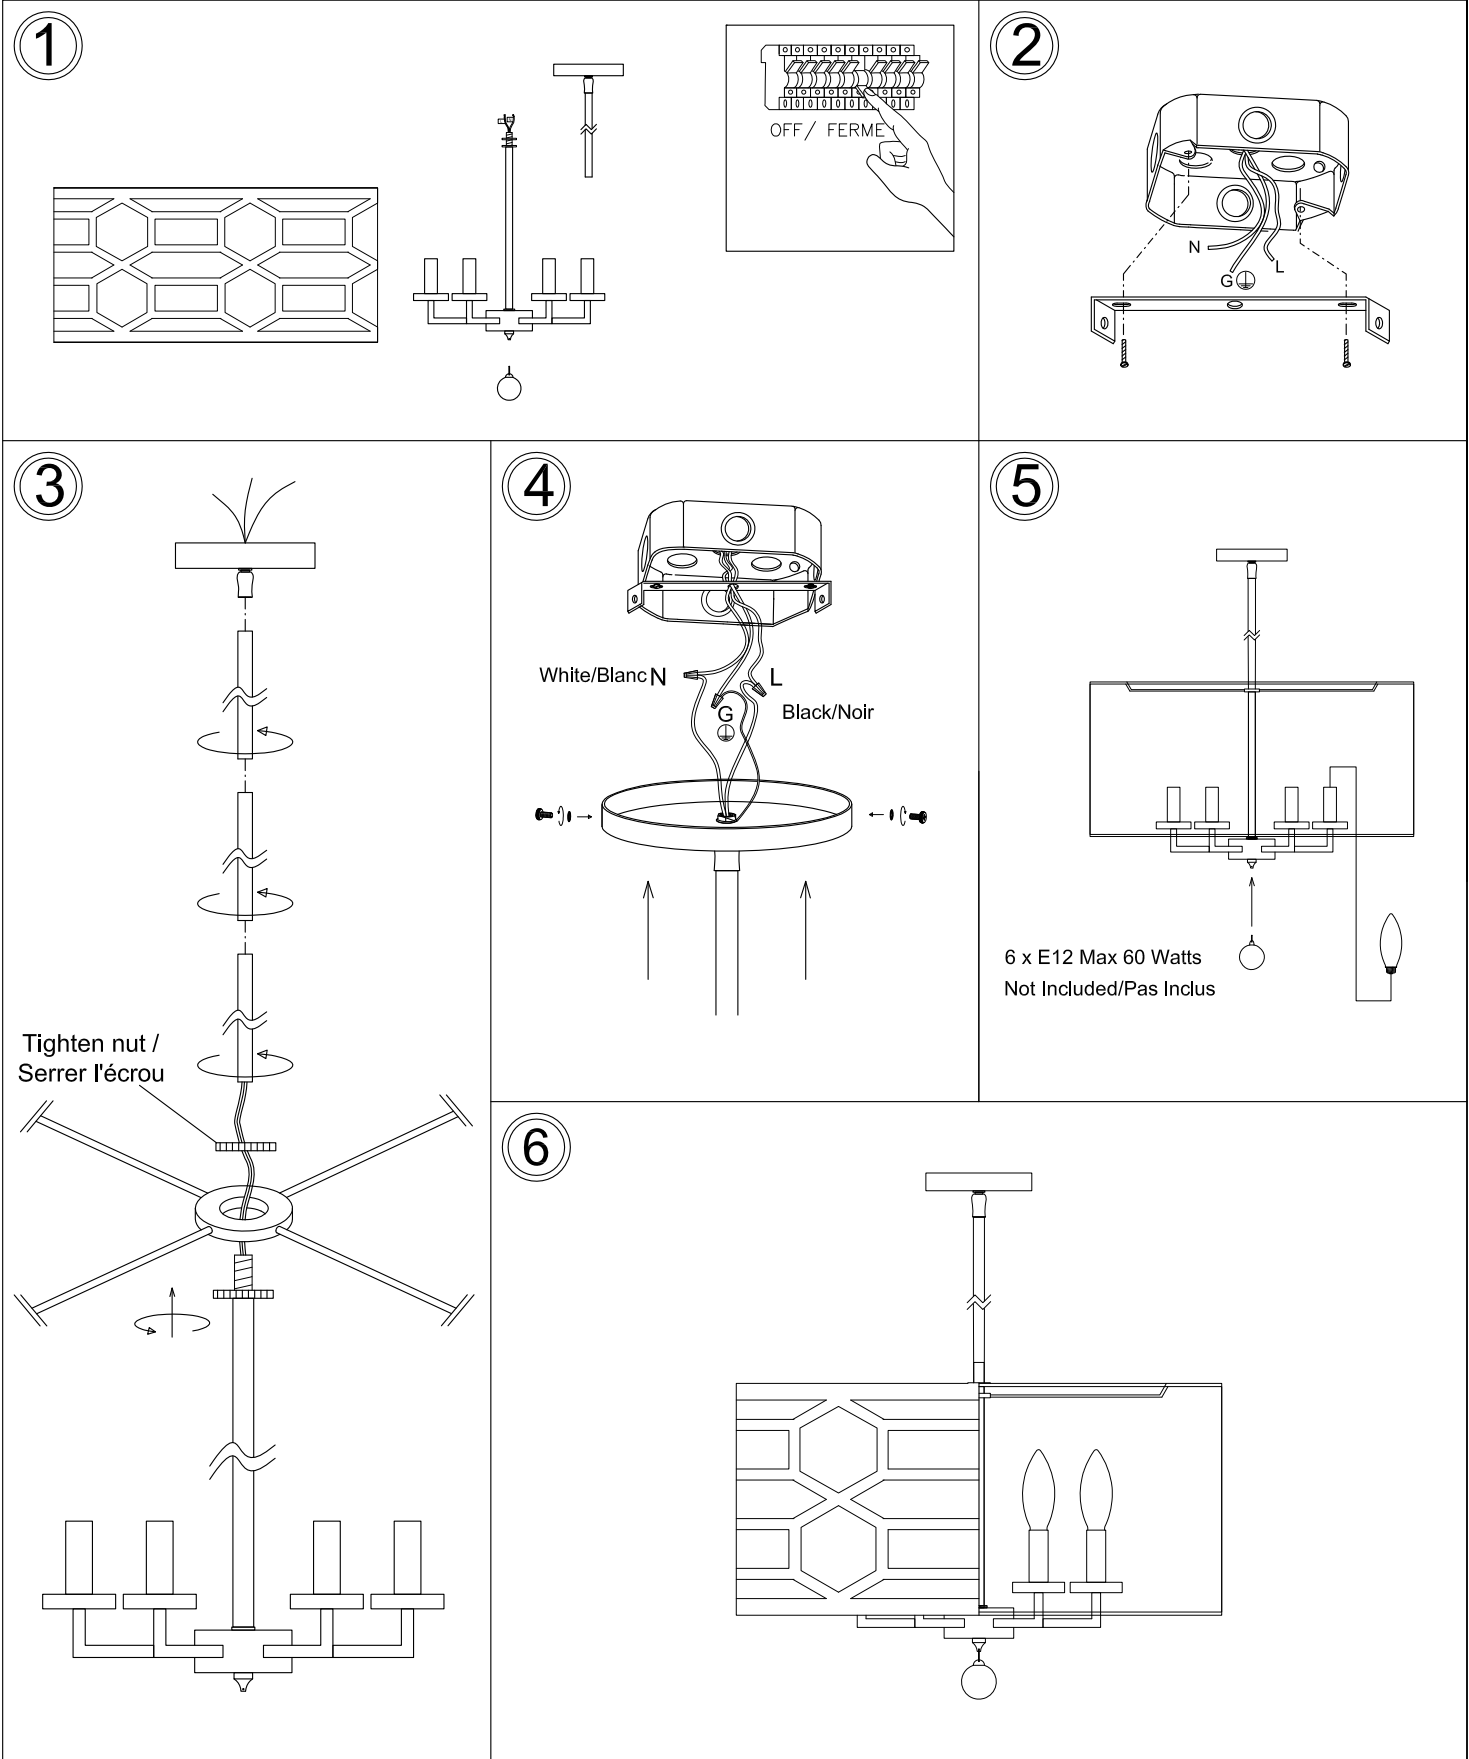 1
OFF/ FERME
2
N
G
L
3
Tighten nut /
Serrer l'écrou
4
White/Blanc N
L
G
Black/Noir
5
6 x E12 Max 60 Watts
Not Included/Pas Inclus
6